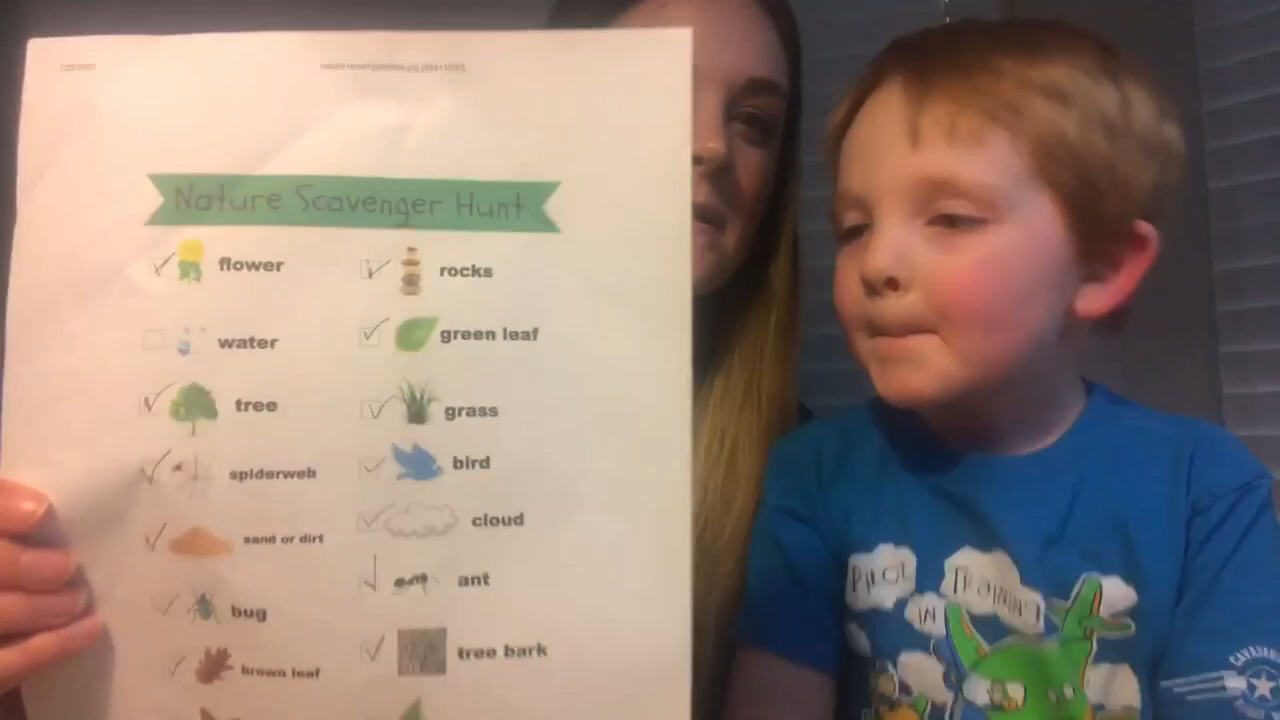 Nature Scavenger Hunt
flower
rocks
water
green leaf
tree
grass
spiderweb
bird
sand or dirt
cloud
bug
ant
brown leaf
tree bark
PILOT
IN
TRAINING